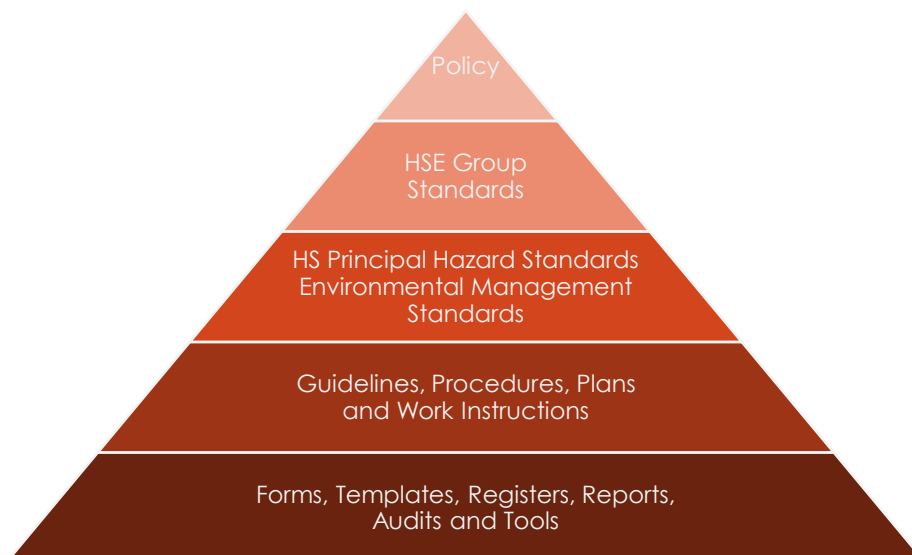 Policy
HSE Group
Standards
HS Principal Hazard Standards
Environmental Management
Standards
Guidelines, Procedures, Plans
and Work Instructions
Forms, Templates, Registers, Reports,
Audits and Tools